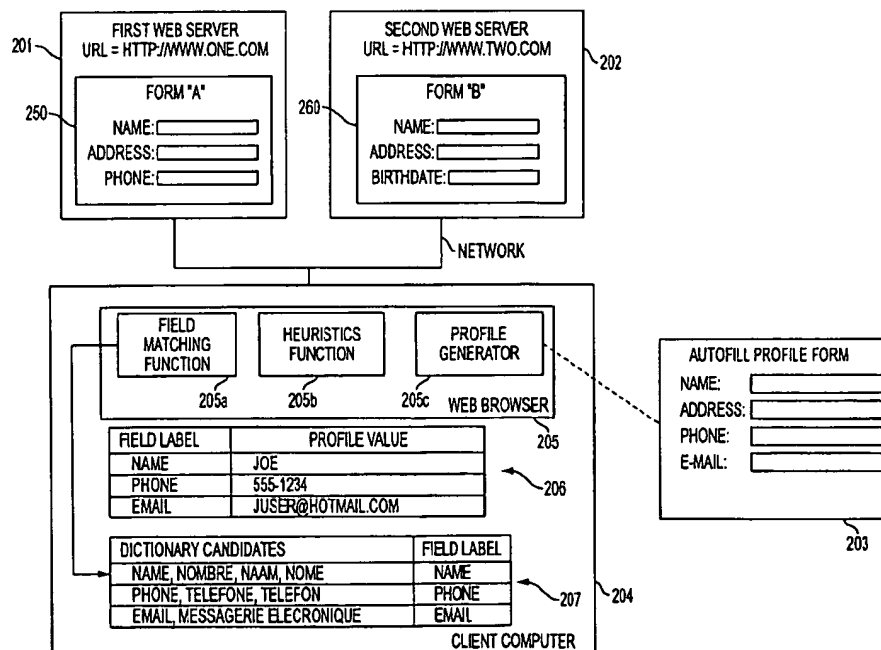 FIRST WEB SERVER
URL = HTTP://WWW.ONE.COM
201
FORM "A"
250
NAME:
ADDRESS:
PHONE:
SECOND WEB SERVER
URL = HTTP://WWW.TWO.COM
202
FORM "B"
260
NAME:
ADDRESS:
BIRTHDATE:
NETWORK
FIELD
MATCHING
FUNCTION
205a
HEURISTICS
FUNCTION
205b
PROFILE
GENERATOR
205c
WEB BROWSER
205
AUTOFILL PROFILE FORM
NAME:
ADDRESS:
PHONE:
E-MAIL:
203
FIELD LABEL PROFILE VALUE
NAME JOE
PHONE 555-1234
EMAIL JUSER@HOTMAIL.COM
206
DICTIONARY CANDIDATES FIELD LABEL
NAME, NOMBRE, NAAM, NOME NAME
PHONE, TELEFONE, TELEFON PHONE
EMAIL, MESSAGERIE ELECRONIQUE EMAIL
207
204
CLIENT COMPUTER